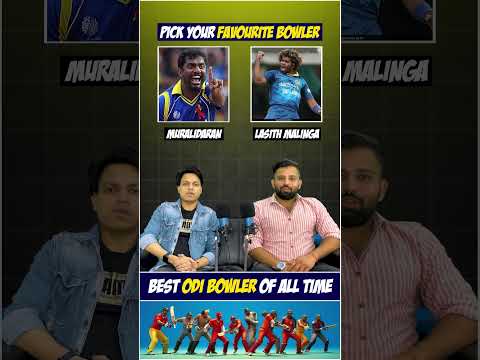 PICK YOUR FAVOURITE BOWLER
MURALIDARAN
LASITH MALINGA
BEST ODI BOWLER OF ALL TIME